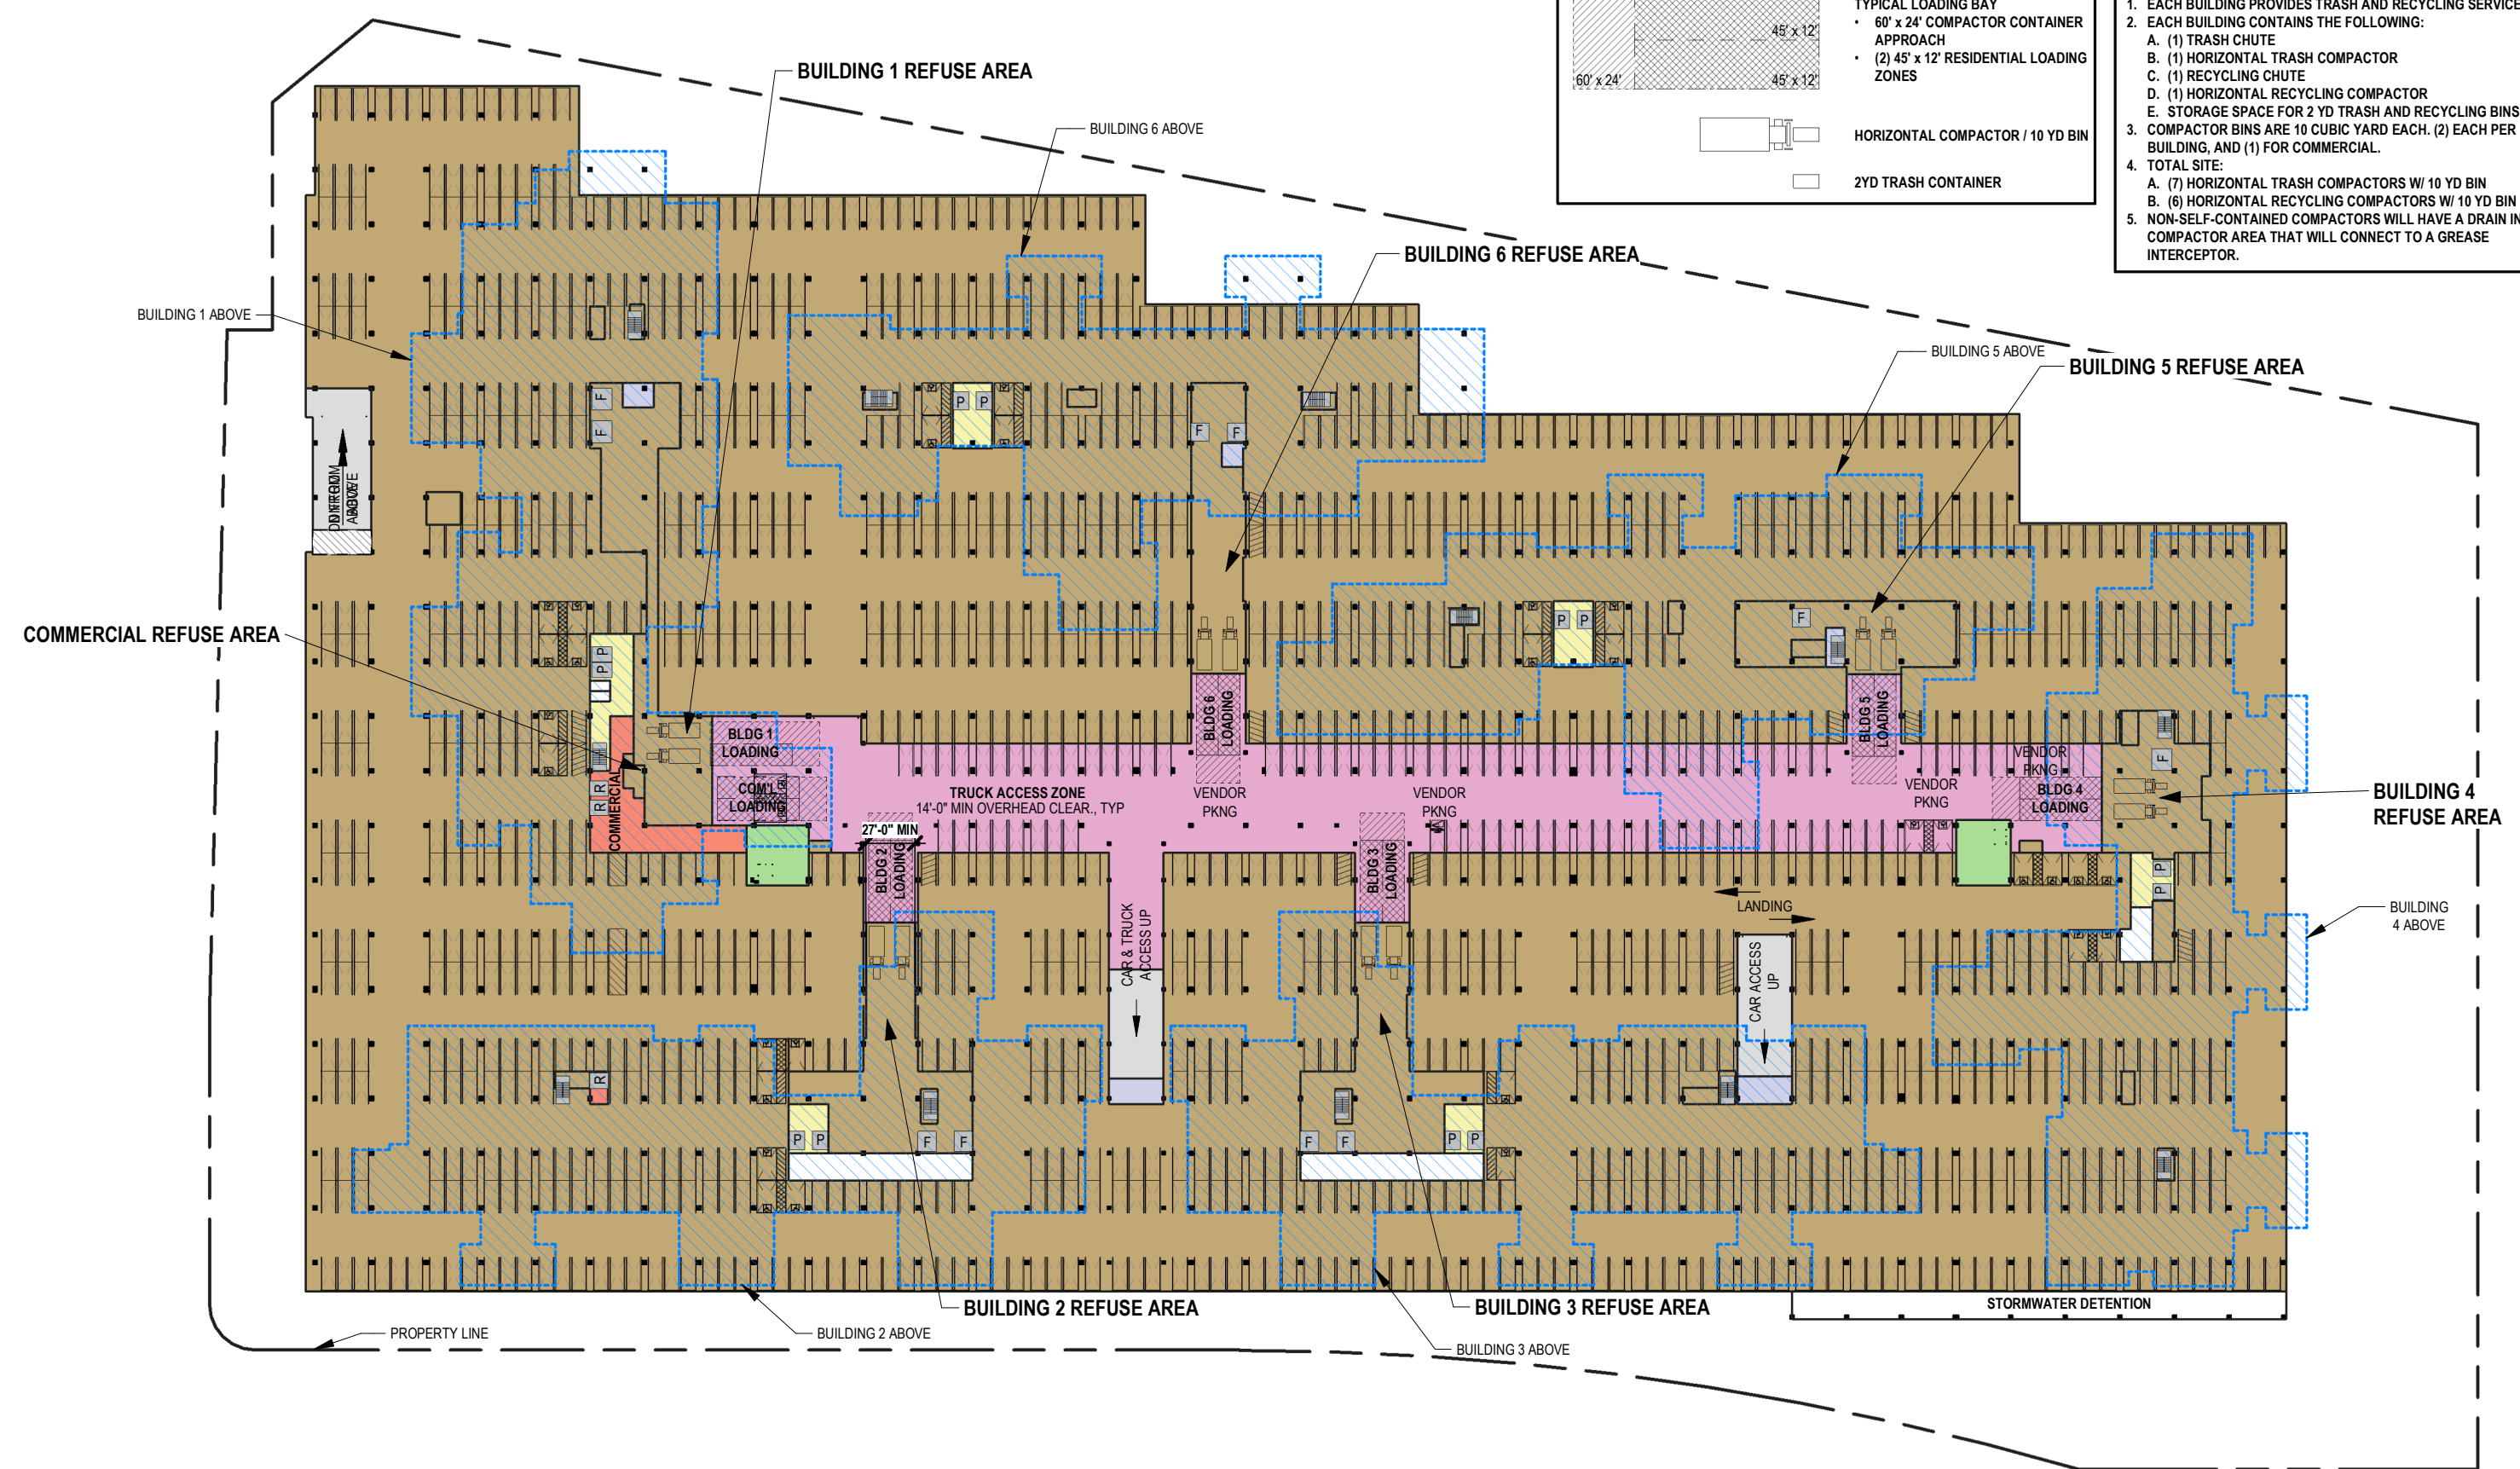 TYPICAL LOADING BAY
• 60' x 24' COMPACTOR CONTAINER
APPROACH
• (2) 45' x 12' RESIDENTIAL LOADING
ZONES
45' x 12'
60' x 24'
45' x 12'
HORIZONTAL COMPACTOR / 10 YD BIN
2YD TRASH CONTAINER
1. EACH BUILDING PROVIDES TRASH AND RECYCLING SERVICE
2. EACH BUILDING CONTAINS THE FOLLOWING:
A. (1) TRASH CHUTE
B. (1) HORIZONTAL TRASH COMPACTOR
C. (1) RECYCLING CHUTE
D. (1) HORIZONTAL RECYCLING COMPACTOR
E. STORAGE SPACE FOR 2 YD TRASH AND RECYCLING BINS
3. COMPACTOR BINS ARE 10 CUBIC YARD EACH. (2) EACH PER
BUILDING, AND (1) FOR COMMERCIAL.
4. TOTAL SITE:
A. (7) HORIZONTAL TRASH COMPACTORS W/ 10 YD BIN
B. (6) HORIZONTAL RECYCLING COMPACTORS W/ 10 YD BIN
5. NON-SELF-CONTAINED COMPACTORS WILL HAVE A DRAIN IN
COMPACTOR AREA THAT WILL CONNECT TO A GREASE
INTERCEPTOR.
BUILDING 1 REFUSE AREA
BUILDING 6 ABOVE
BUILDING 6 REFUSE AREA
BUILDING 1 ABOVE
BUILDING 5 ABOVE
BUILDING 5 REFUSE AREA
F
F
P P
F F
ABOVE
COMMERCIAL REFUSE AREA
P P
P P
F
BLDG 6
LOADING
BLDG 5
LOADING
BLDG 1
LOADING
COM'L
LOADING
COMMERCIAL
R R
TRUCK ACCESS ZONE
14'-0" MIN OVERHEAD CLEAR., TYP
VENDOR
PKNG
VENDOR
PKNG
VENDOR
PKNG
VENDOR
PKNG
BLDG 4
LOADING
F
BUILDING 4
REFUSE AREA
27'-0" MIN
BLDG 2
LOADING
BLDG 3
LOADING
P
P
LANDING
CAR & TRUCK
ACCESS UP
CAR ACCESS
UP
BUILDING
4 ABOVE
R
P P
F F
F F
P P
STORMWATER DETENTION
BUILDING 2 REFUSE AREA
BUILDING 3 REFUSE AREA
PROPERTY LINE
BUILDING 2 ABOVE
BUILDING 3 ABOVE